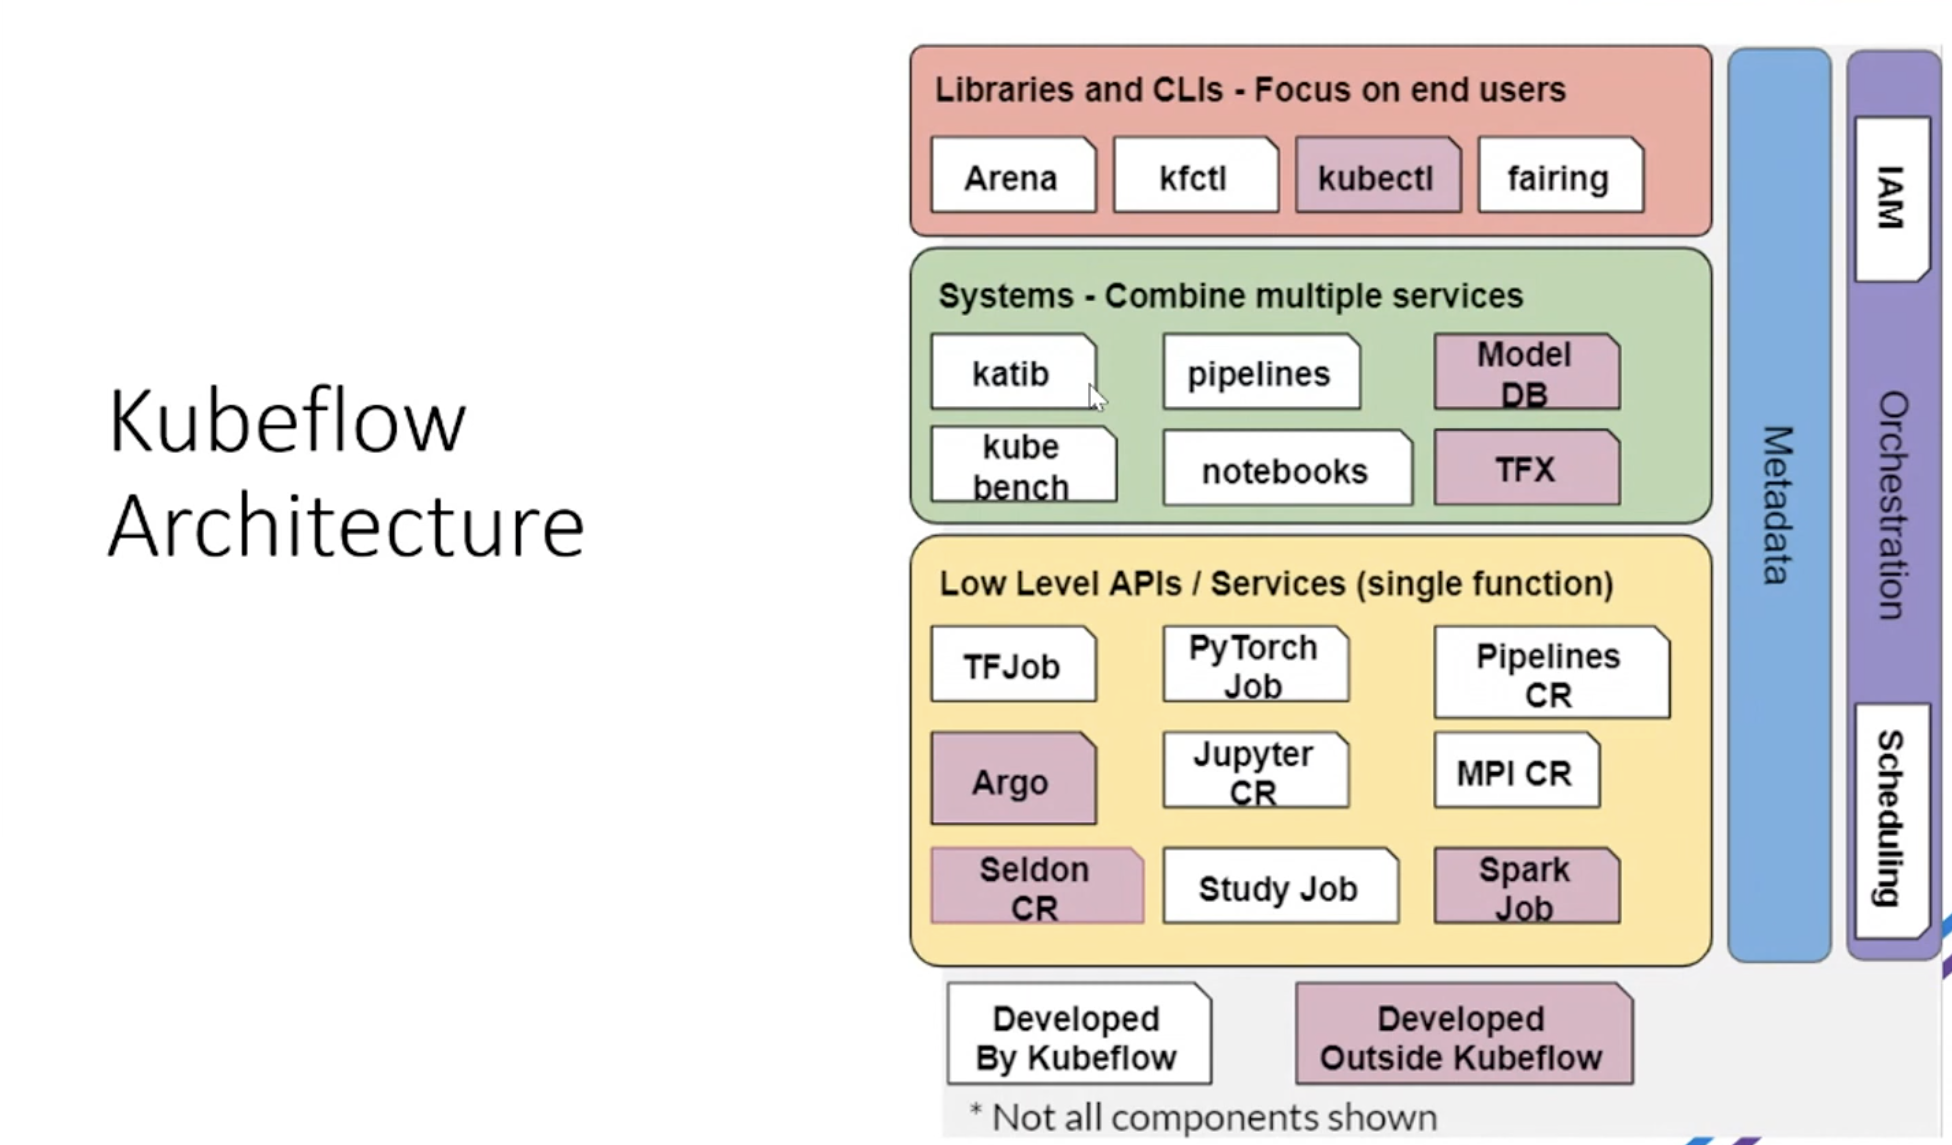 Kubeflow
Architecture
Libraries and CLIs - Focus on end users
Arena
kfctl
kubectl
fairing
Systems - Combine multiple services
katib
pipelines
Model
DB
kube
bench
notebooks
TFX
Low Level APIs / Services (single function)
TFJob
PyTorch
Job
Pipelines
CR
Argo
Jupyter
CR
MPI CR
Seldon
CR
Study Job
Spark
Job
Metadata
IAM
Orchestration
Scheduling
Developed
By Kubeflow
Developed
Outside Kubeflow
* Not all components shown